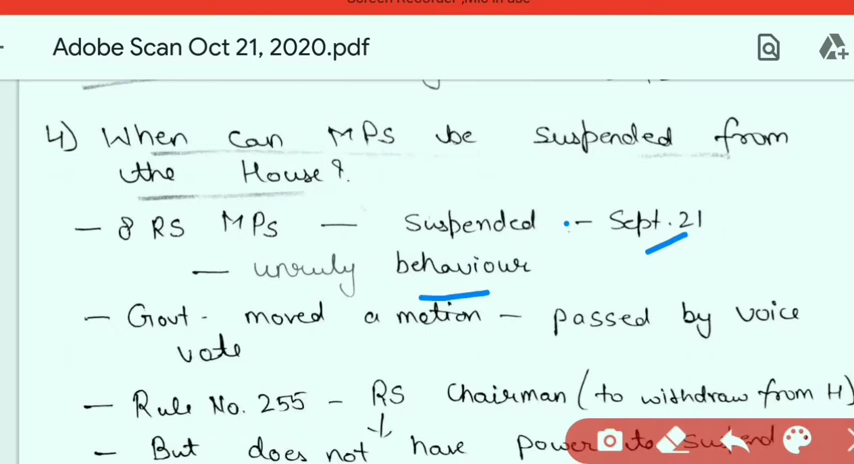 Screen Recorder ,Mic in use
Adobe Scan Oct 21, 2020.pdf
4) When can MPs be suspended from
the House?
— 8 RS MPs — Suspended :- Sept. 21
— unruly behaviour
— Govt. moved a motion — passed by voice
vote
— Rule No. 255 — RS Chairman (to withdraw from H)
— But does not have power to suspend